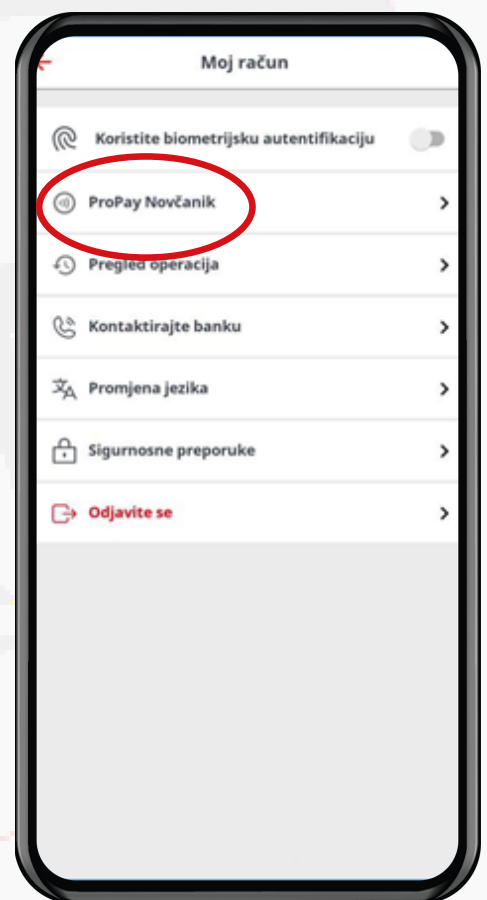 Moj račun
Koristite biometrijsku autentifikaciju
ProPay Novčanik
Pregled operacija
Kontaktirajte banku
Promjena jezika
Sigurnosne preporuke
Odjavite se